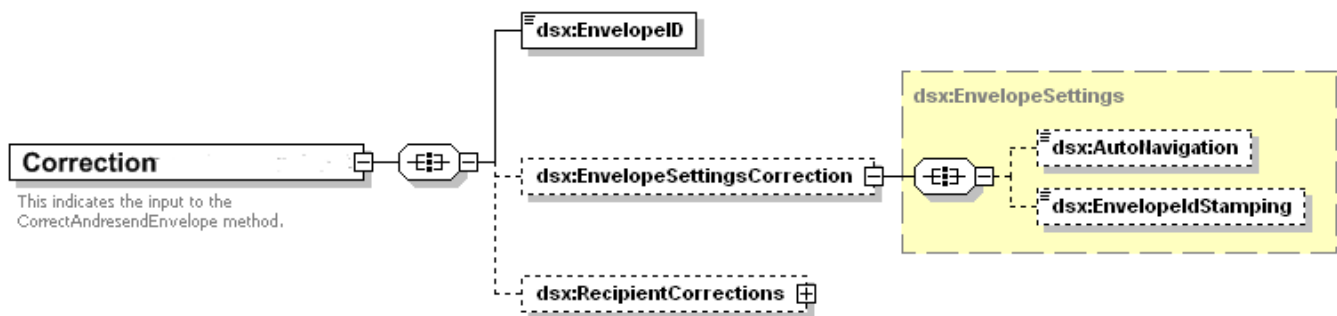 dsx:EnvelopeID
dsx:EnvelopeSettings
dsx:AutoNavigation
Correction
dsx:EnvelopeSettingsCorrection
This indicates the input to the
CorrectAndresendEnvelope method.
dsx:EnvelopeIdStamping
dsx:RecipientCorrections